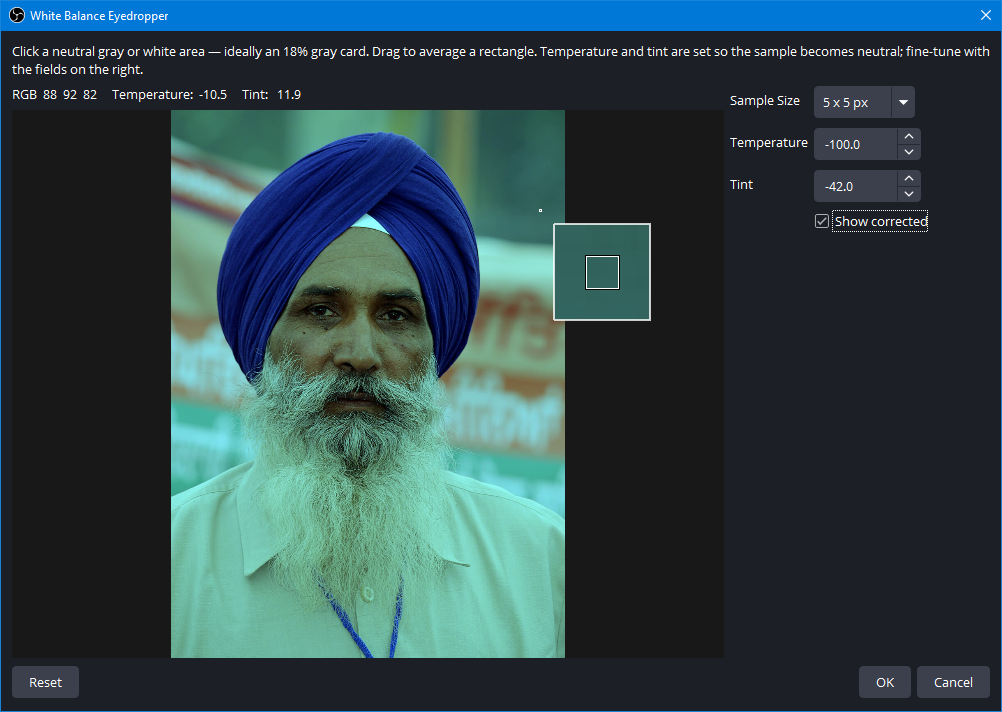 White Balance Eyedropper
Click a neutral gray or white area — ideally an 18% gray card. Drag to average a rectangle. Temperature and tint are set so the sample becomes neutral; fine-tune with
the fields on the right.
RGB 88 92 82 Temperature: -10.5 Tint: 11.9
Sample Size 5 x 5 px
Temperature -100.0
Tint -42.0
Show corrected
Reset OK Cancel